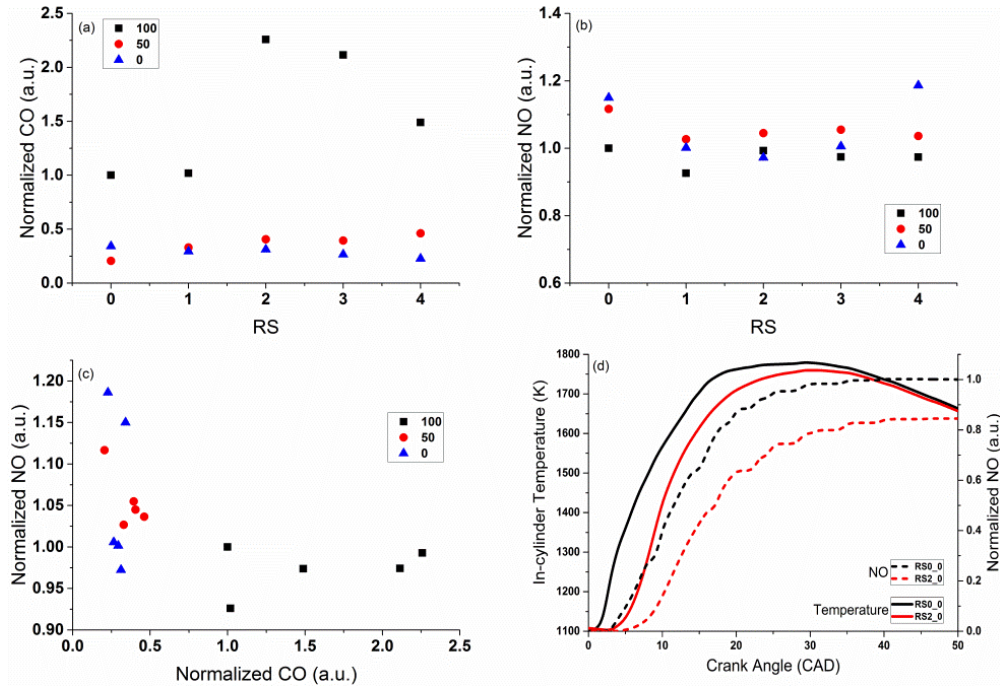 (a)
100
50
0
Normalized CO (a.u.)
2.5
2.0
1.5
1.0
0.5
0.0
0 1 2 3 4
RS
(b)
100
50
0
Normalized NO (a.u.)
1.4
1.2
1.0
0.8
0.6
0 1 2 3 4
RS
(c)
100
50
0
Normalized NO (a.u.)
1.20
1.15
1.10
1.05
1.00
0.95
0.90
0.0 0.5 1.0 1.5 2.0 2.5
Normalized CO (a.u.)
(d)
In-cylinder Temperature (K)
1800
1700
1600
1500
1400
1300
1200
1100
Normalized NO (a.u.)
1.0
0.8
0.6
0.4
0.2
0.0
NO
RS0_0
RS2_0
Temperature
RS0_0
RS2_0
0 10 20 30 40 50
Crank Angle (CAD)